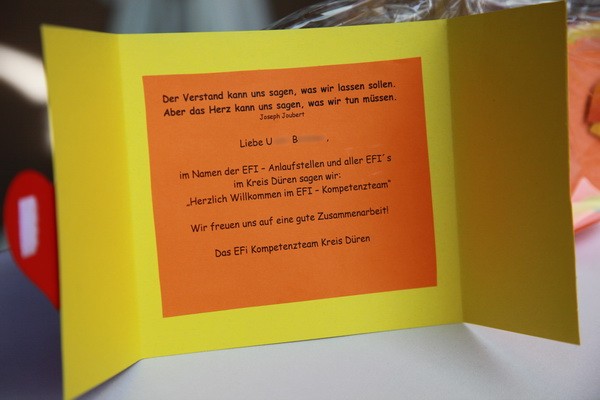 Der Verstand kann uns sagen, was wir lassen sollen.
Aber das Herz kann uns sagen, was wir tun müssen.
Joseph Joubert
Liebe U B ,
im Namen der EFI – Anlaufstellen und aller EFI´s
im Kreis Düren sagen wir:
„Herzlich Willkommen im EFI – Kompetenzteam“
Wir freuen uns auf eine gute Zusammenarbeit!
Das EFi Kompetenzteam Kreis Düren